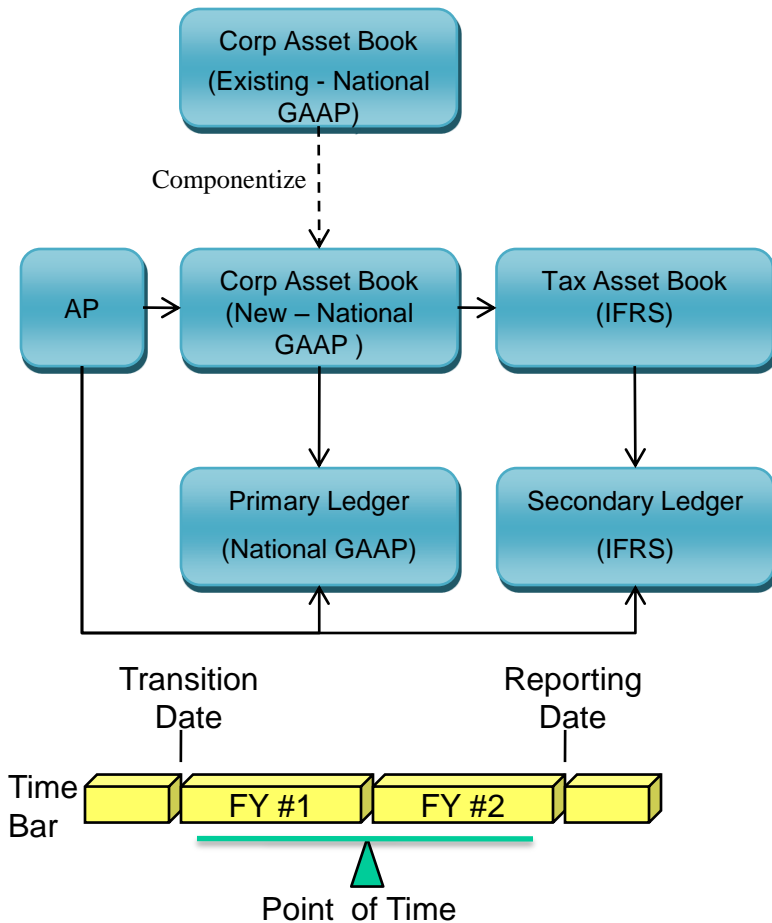 Corp Asset Book
(Existing - National
GAAP)
Componentize
AP
Corp Asset Book
(New – National
GAAP )
Tax Asset Book
(IFRS)
Primary Ledger
(National GAAP)
Secondary Ledger
(IFRS)
Transition
Date
Reporting
Date
Time
Bar
FY #1
FY #2
Point of Time